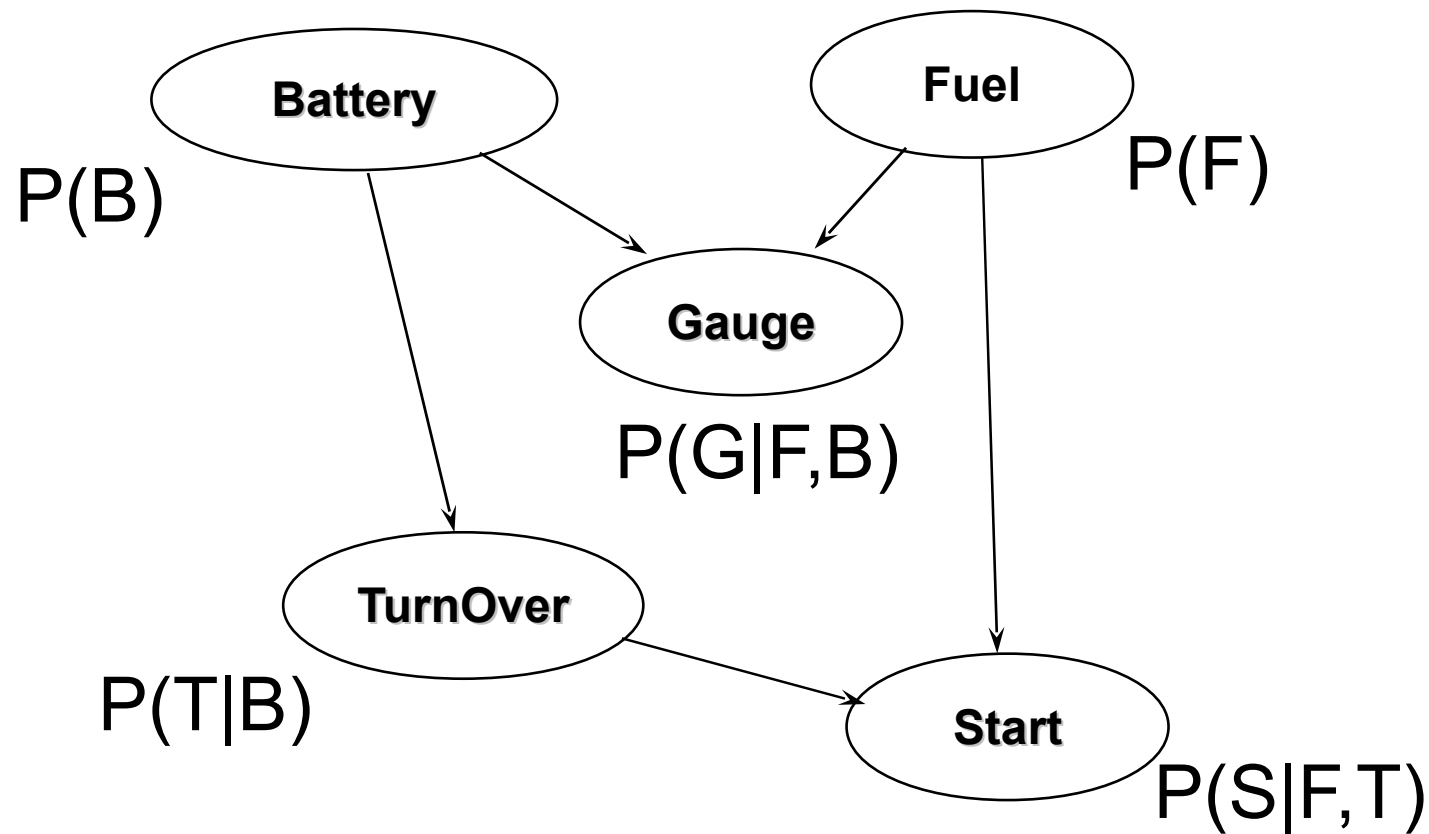 Battery
Fuel
P(B)
P(F)
Gauge
P(G|F,B)
TurnOver
P(T|B)
Start
P(S|F,T)